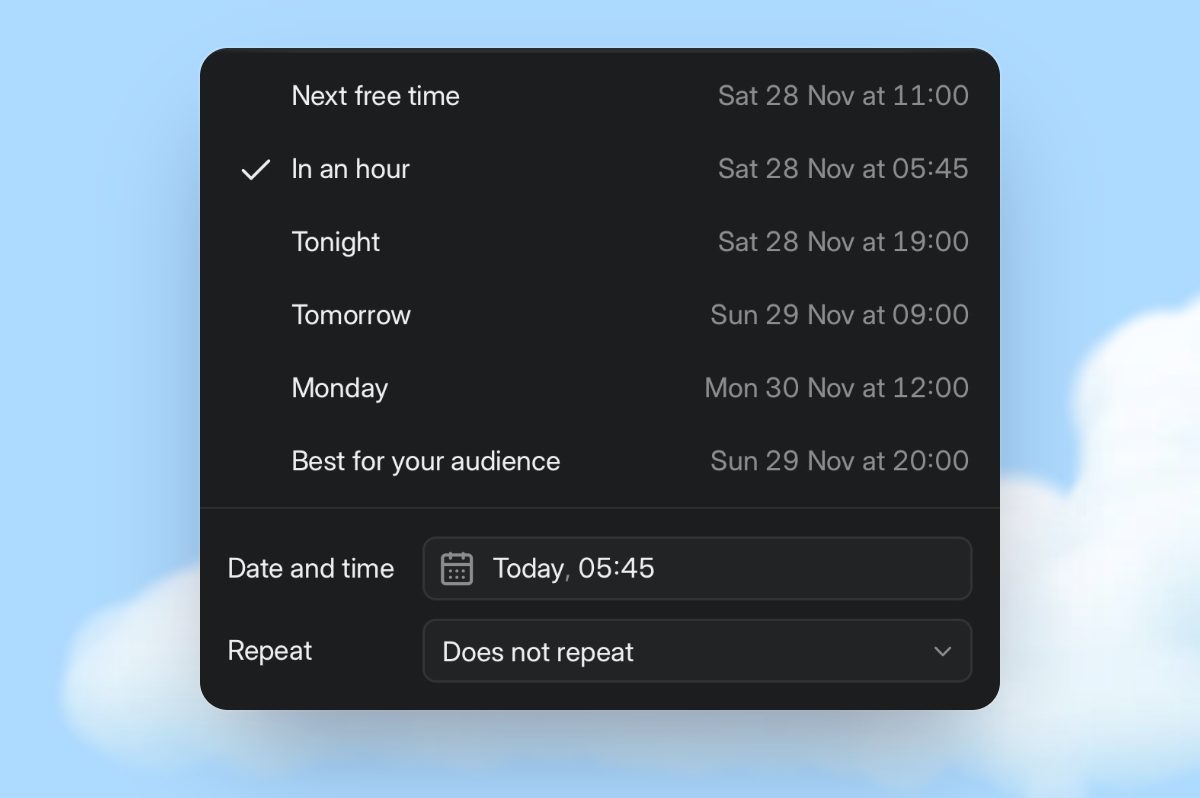 Next free time Sat 28 Nov at 11:00
In an hour Sat 28 Nov at 05:45
Tonight Sat 28 Nov at 19:00
Tomorrow Sun 29 Nov at 09:00
Monday Mon 30 Nov at 12:00
Best for your audience Sun 29 Nov at 20:00
Date and time Today, 05:45
Repeat Does not repeat